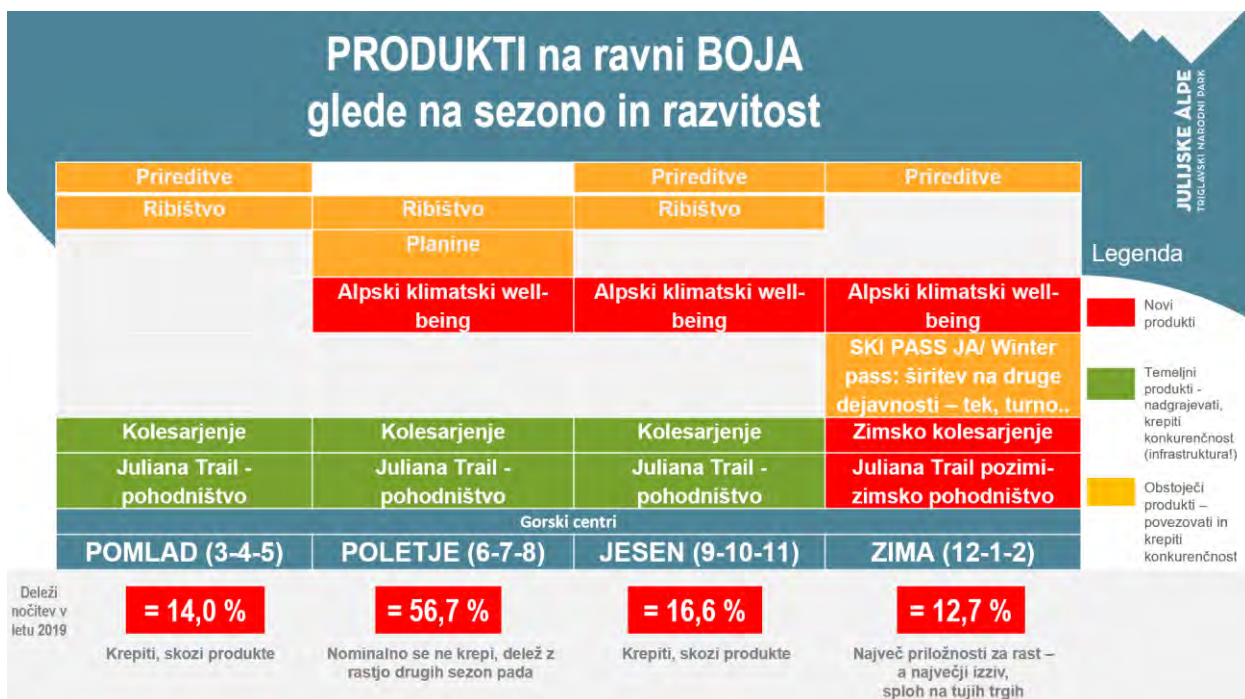 PRODUKTI na ravni BOJA
glede na sezono in razvitost
JULIJSKE ALPE
TRIGLAVSKI NARODNI PARK
Prireditve
Prireditve
Prireditve
Ribištvo
Ribištvo
Ribištvo
Planine
Alpski klimatski well-
being
Alpski klimatski well-
being
Alpski klimatski well-
being
SKI PASS JA/ Winter
pass: širitev na druge
dejavnosti – tek, turno..
Kolesarjenje
Kolesarjenje
Kolesarjenje
Zimsko kolesarjenje
Juliana Trail -
pohodništvo
Juliana Trail -
pohodništvo
Juliana Trail -
pohodništvo
Juliana Trail pozimi-
zimsko pohodništvo
Gorski centri
POMLAD (3-4-5)
POLETJE (6-7-8)
JESEN (9-10-11)
ZIMA (12-1-2)
Legenda
Novi
produkti
Temeljni
produkti -
nadgrajevati,
krepiti
konkurenčnost
(infrastruktura!)
Obstoječi
produkti –
povezovati in
krepiti
konkurenčnost
Deleži
nočitev v
letu 2019
= 14,0 %
= 56,7 %
= 16,6 %
= 12,7 %
Krepiti, skozi produkte
Nominalno se ne krepi, delež z
rastjo drugih sezon pada
Krepiti, skozi produkte
Največ priložnosti za rast –
a največji izziv,
sploh na tujih trgih